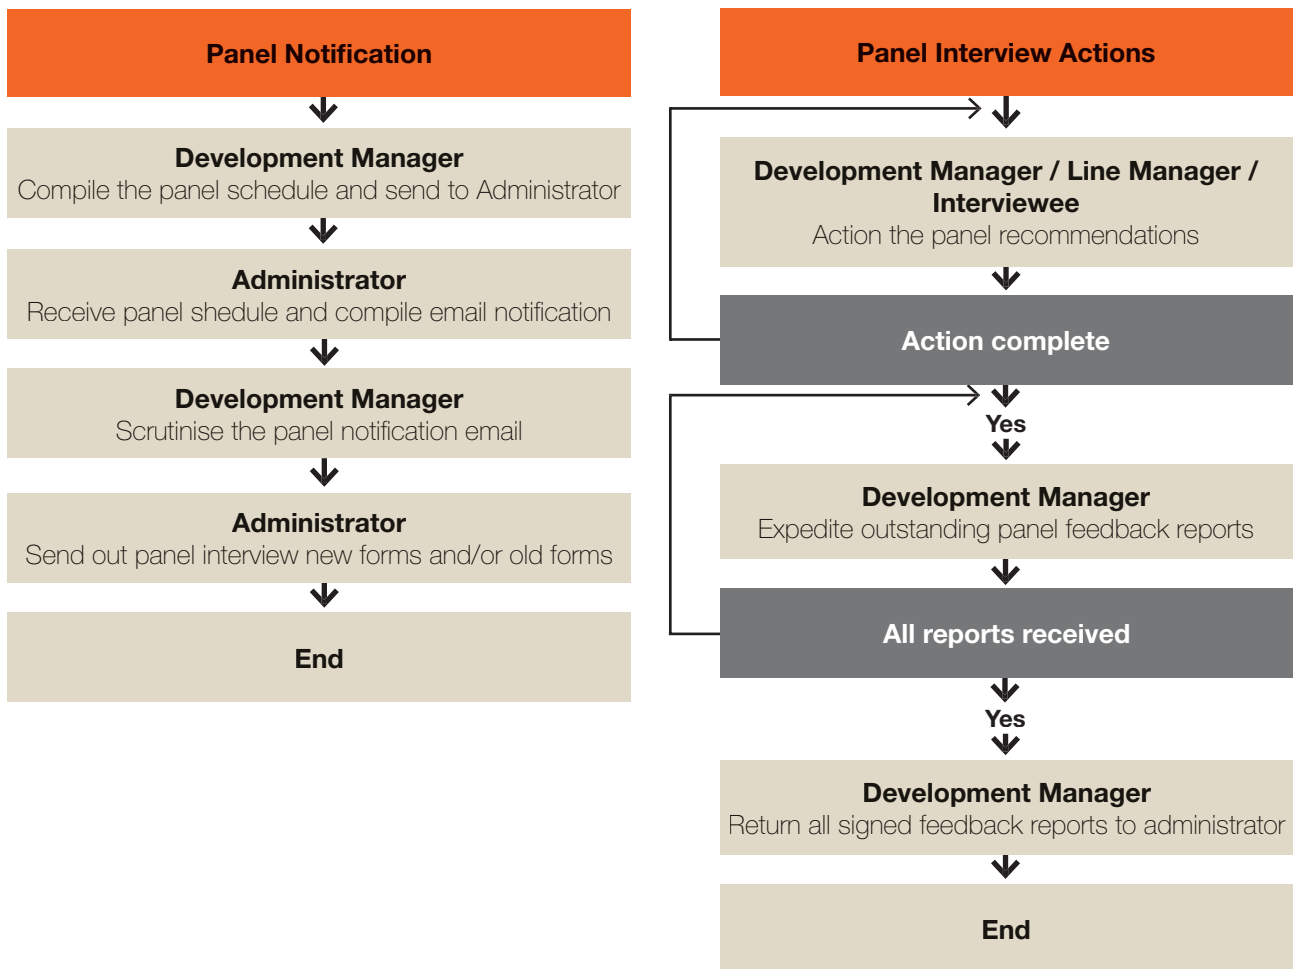 Panel Notification
Development Manager
Compile the panel schedule and send to Administrator
Administrator
Receive panel shedule and compile email notification
Development Manager
Scrutinise the panel notification email
Administrator
Send out panel interview new forms and/or old forms
End
Panel Interview Actions
Development Manager / Line Manager /
Interviewee
Action the panel recommendations
Action complete
Yes
Development Manager
Expedite outstanding panel feedback reports
All reports received
Yes
Development Manager
Return all signed feedback reports to administrator
End